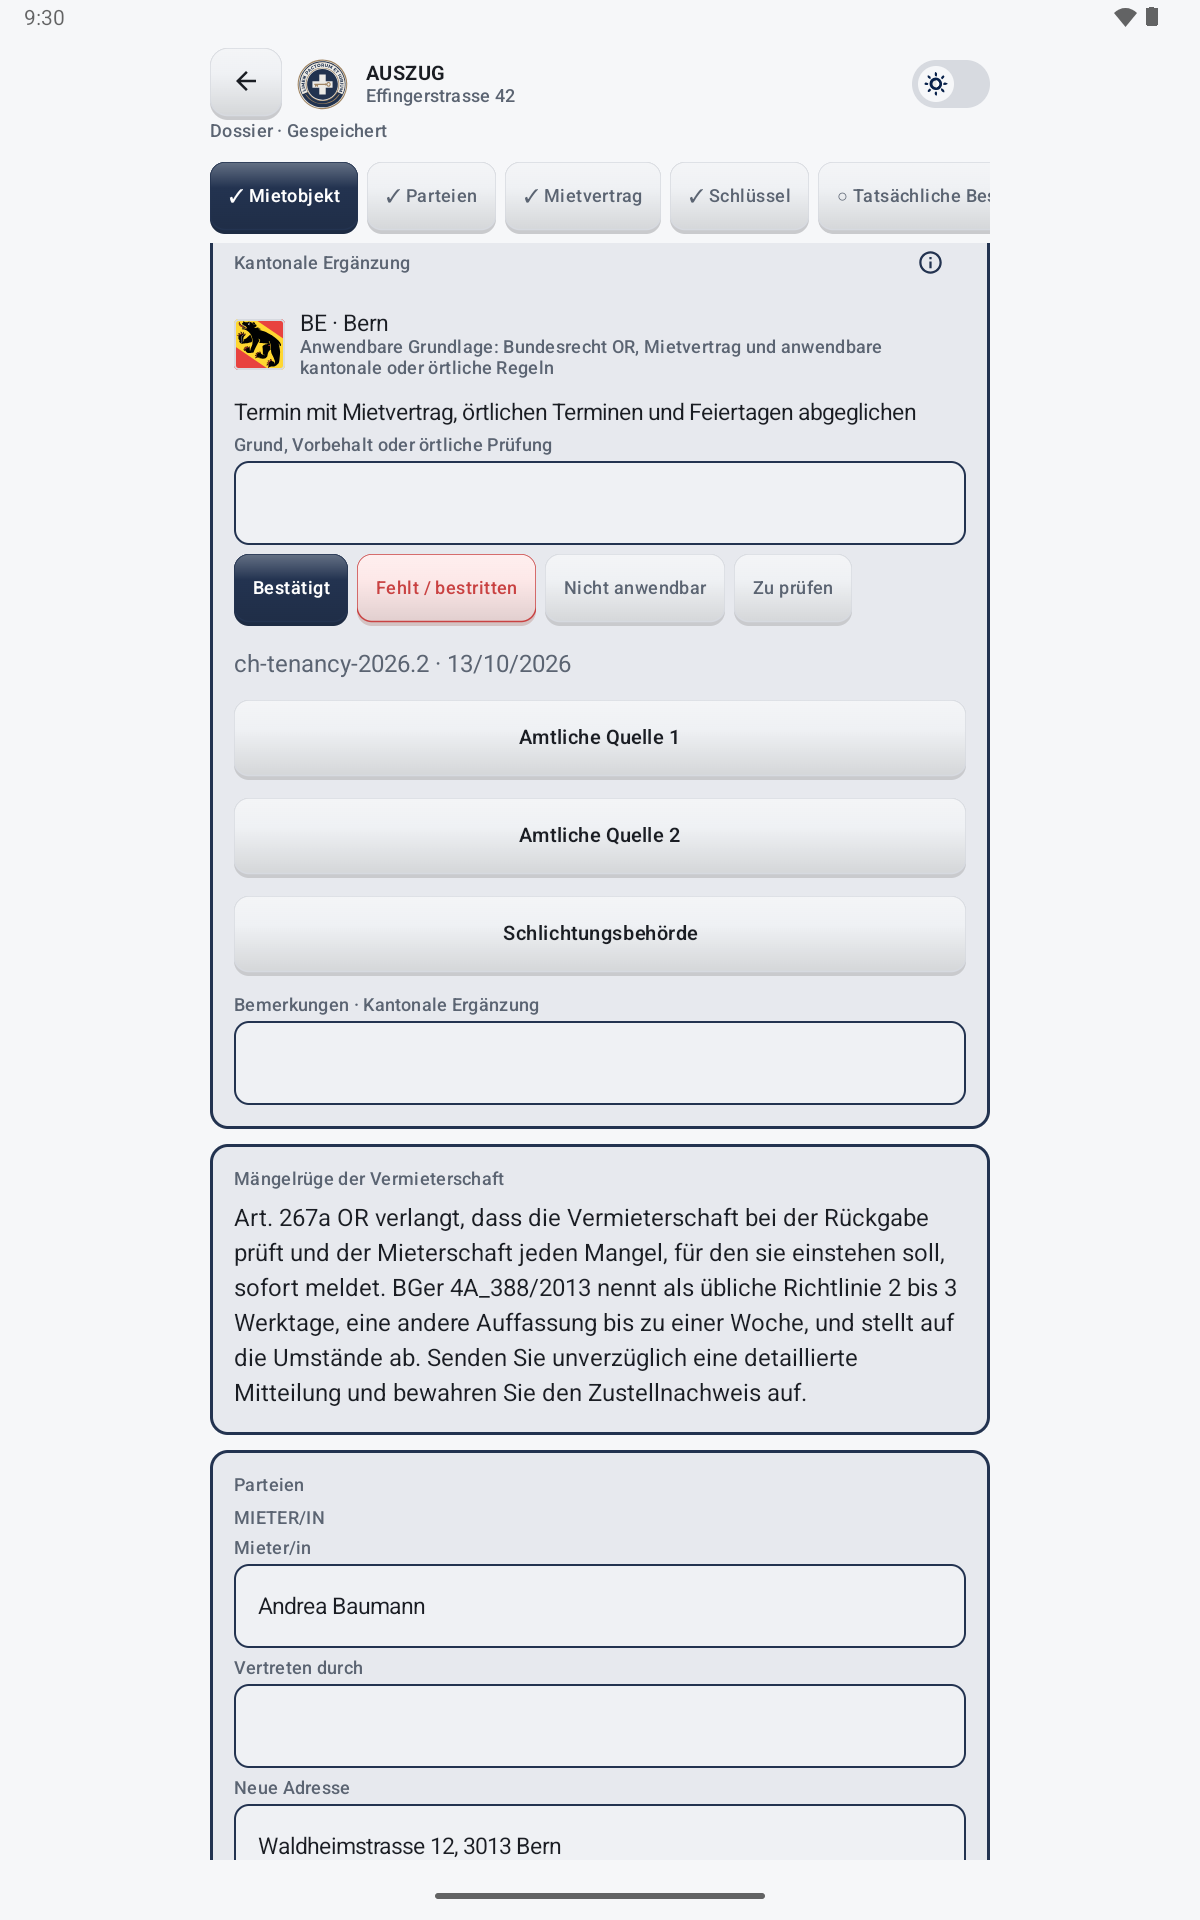 9:30
AUSZUG
Effingerstrasse 42
Dossier · Gespeichert
✓ Mietobjekt
✓ Parteien
✓ Mietvertrag
✓ Schlüssel
○ Tatsächliche Bes
Kantonale Ergänzung
BE · Bern
Anwendbare Grundlage: Bundesrecht OR, Mietvertrag und anwendbare
kantonale oder örtliche Regeln
Termin mit Mietvertrag, örtlichen Terminen und Feiertagen abgeglichen
Grund, Vorbehalt oder örtliche Prüfung
Bestätigt
Fehlt / bestritten
Nicht anwendbar
Zu prüfen
ch-tenancy-2026.2 · 13/10/2026
Amtliche Quelle 1
Amtliche Quelle 2
Schlichtungsbehörde
Bemerkungen · Kantonale Ergänzung
Mängelrüge der Vermieterschaft
Art. 267a OR verlangt, dass die Vermieterschaft bei der Rückgabe
prüft und der Mieterschaft jeden Mangel, für den sie einstehen soll,
sofort meldet. BGer 4A_388/2013 nennt als übliche Richtlinie 2 bis 3
Werktage, eine andere Auffassung bis zu einer Woche, und stellt auf
die Umstände ab. Senden Sie unverzüglich eine detaillierte
Mitteilung und bewahren Sie den Zustellnachweis auf.
Parteien
MIETER/IN
Mieter/in
Andrea Baumann
Vertreten durch
Neue Adresse
Waldheimstrasse 12, 3013 Bern